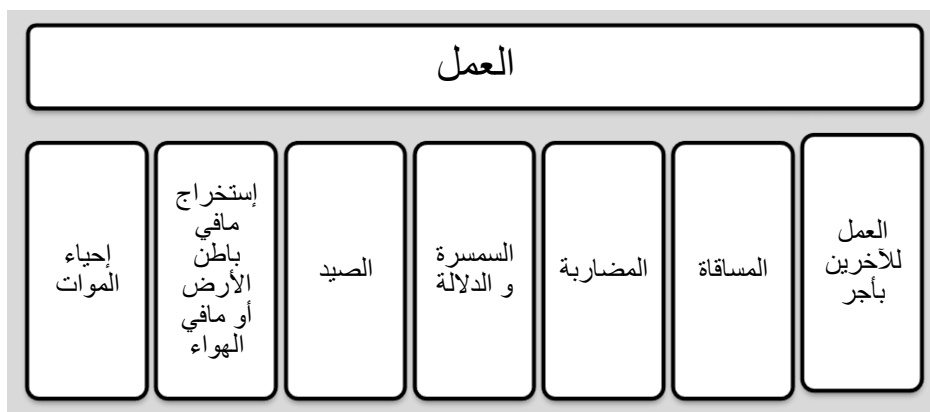 العمل
العمل
للآخرين
بأجر
المساقاة
المضاربة
السمسرة
و الدلالة
الصيد
إستخراج
مافي
باطن
الأرض
أو مافي
الهواء
إحياء
الموات